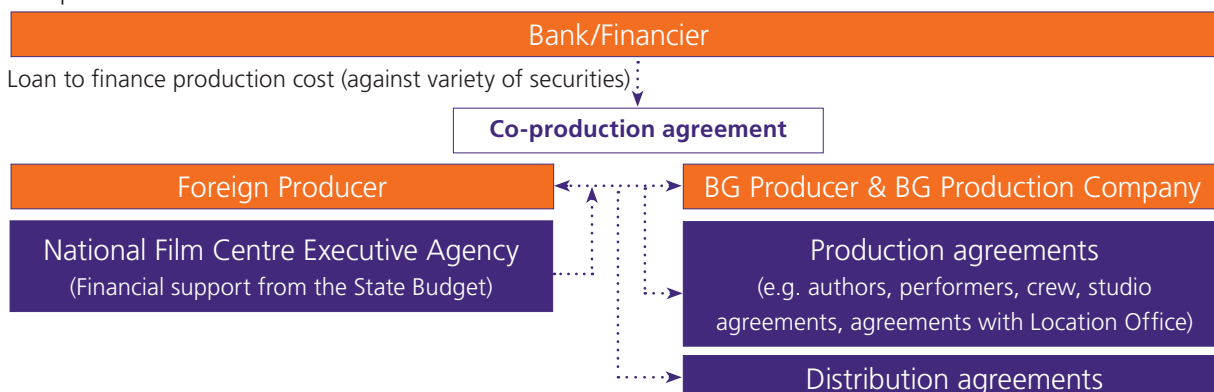 Bank/Financier
Loan to finance production cost (against variety of securities)
Co-production agreement
Foreign Producer
BG Producer & BG Production Company
National Film Centre Executive Agency
(Financial support from the State Budget)
Production agreements
(e.g. authors, performers, crew, studio
agreements, agreements with Location Office)
Distribution agreements